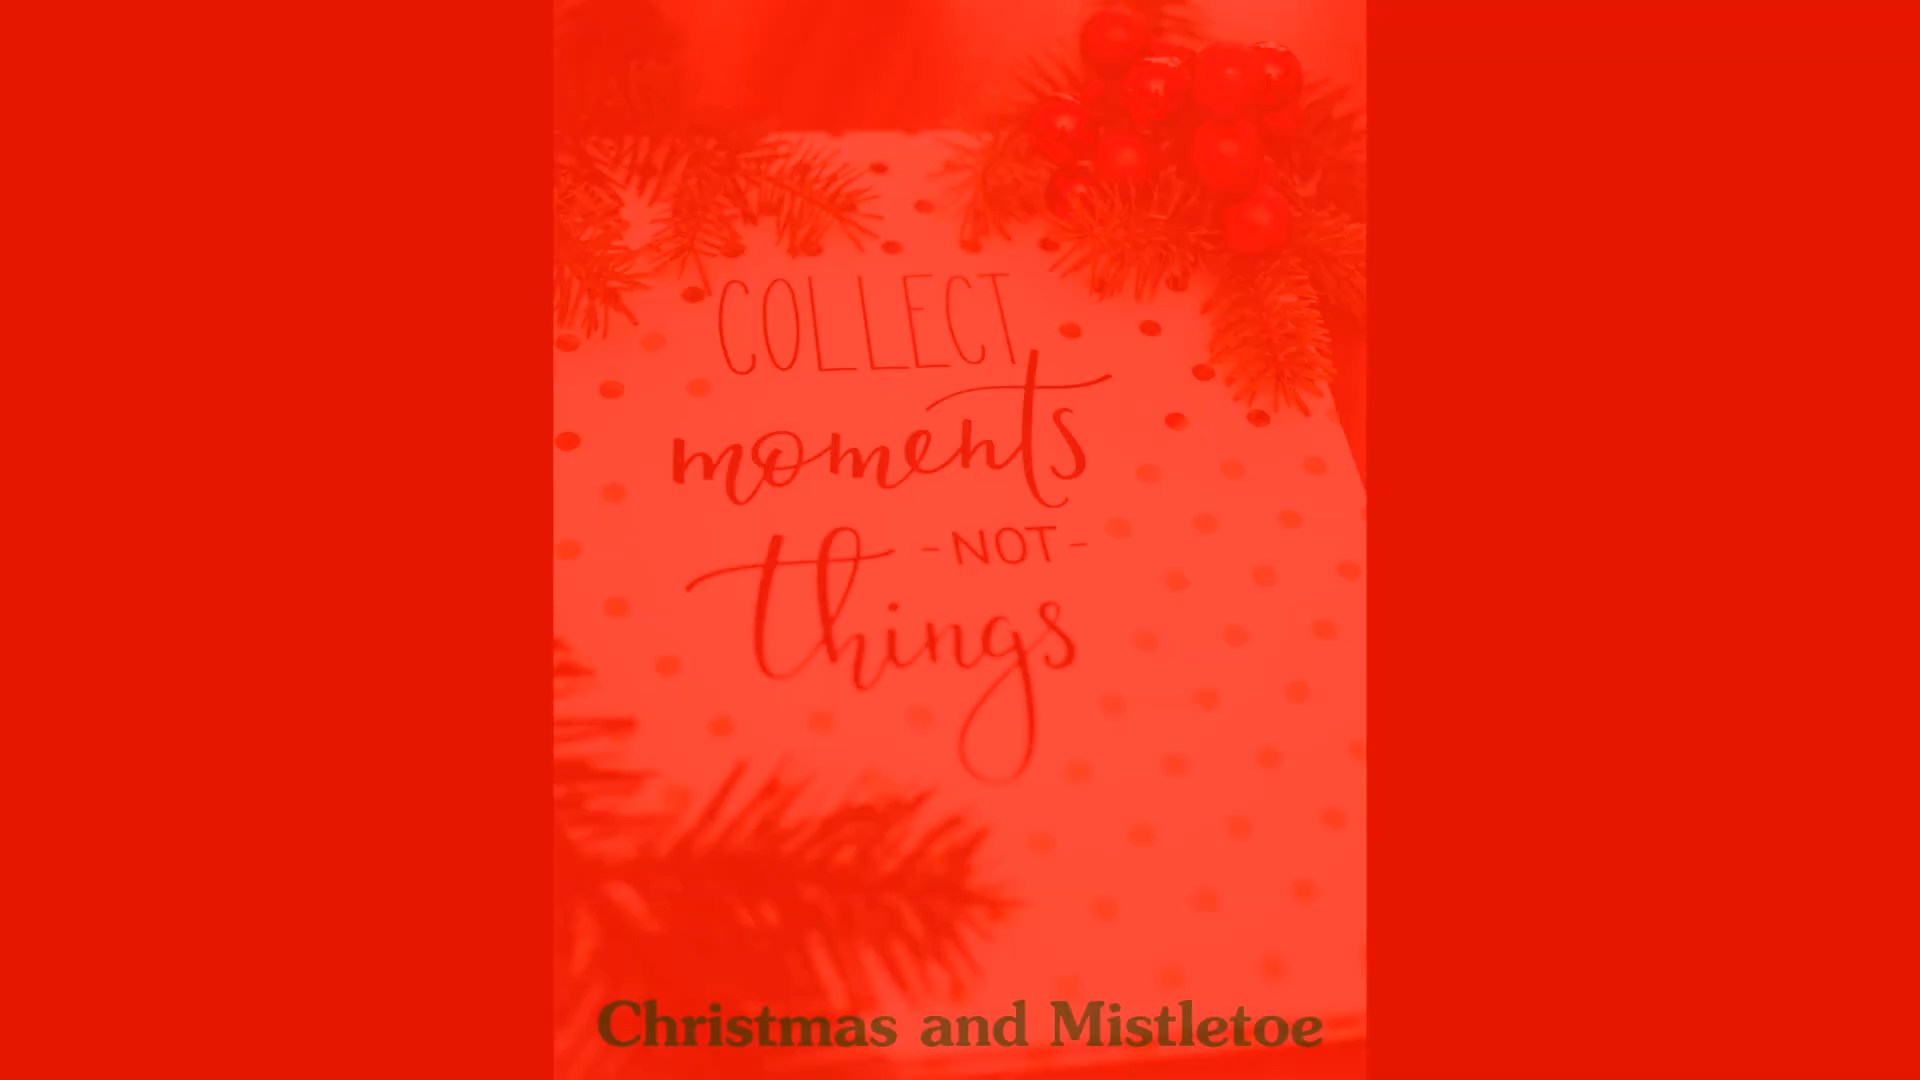 COLLECT
moments
-NOT-
things
Christmas and Mistletoe